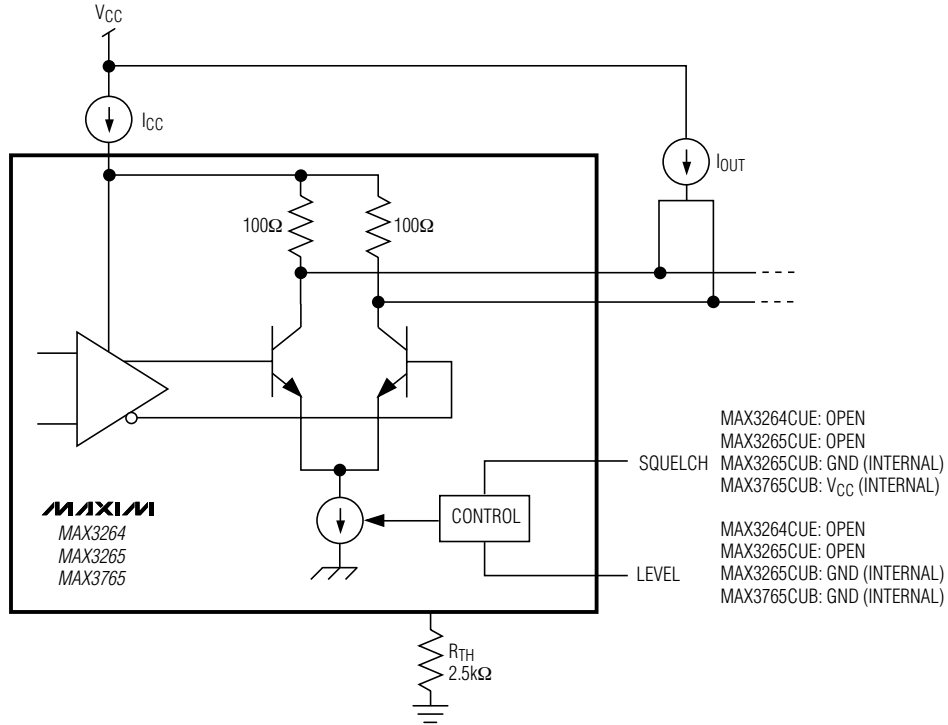 VCC
ICC
IOUT
100Ω
100Ω
MAXIM
MAX3264
MAX3265
MAX3765
CONTROL
SQUELCH
MAX3264CUE: OPEN
MAX3265CUE: OPEN
MAX3265CUB: GND (INTERNAL)
MAX3765CUB: VCC (INTERNAL)
LEVEL
MAX3264CUE: OPEN
MAX3265CUE: OPEN
MAX3265CUB: GND (INTERNAL)
MAX3765CUB: GND (INTERNAL)
RTH
2.5kΩ